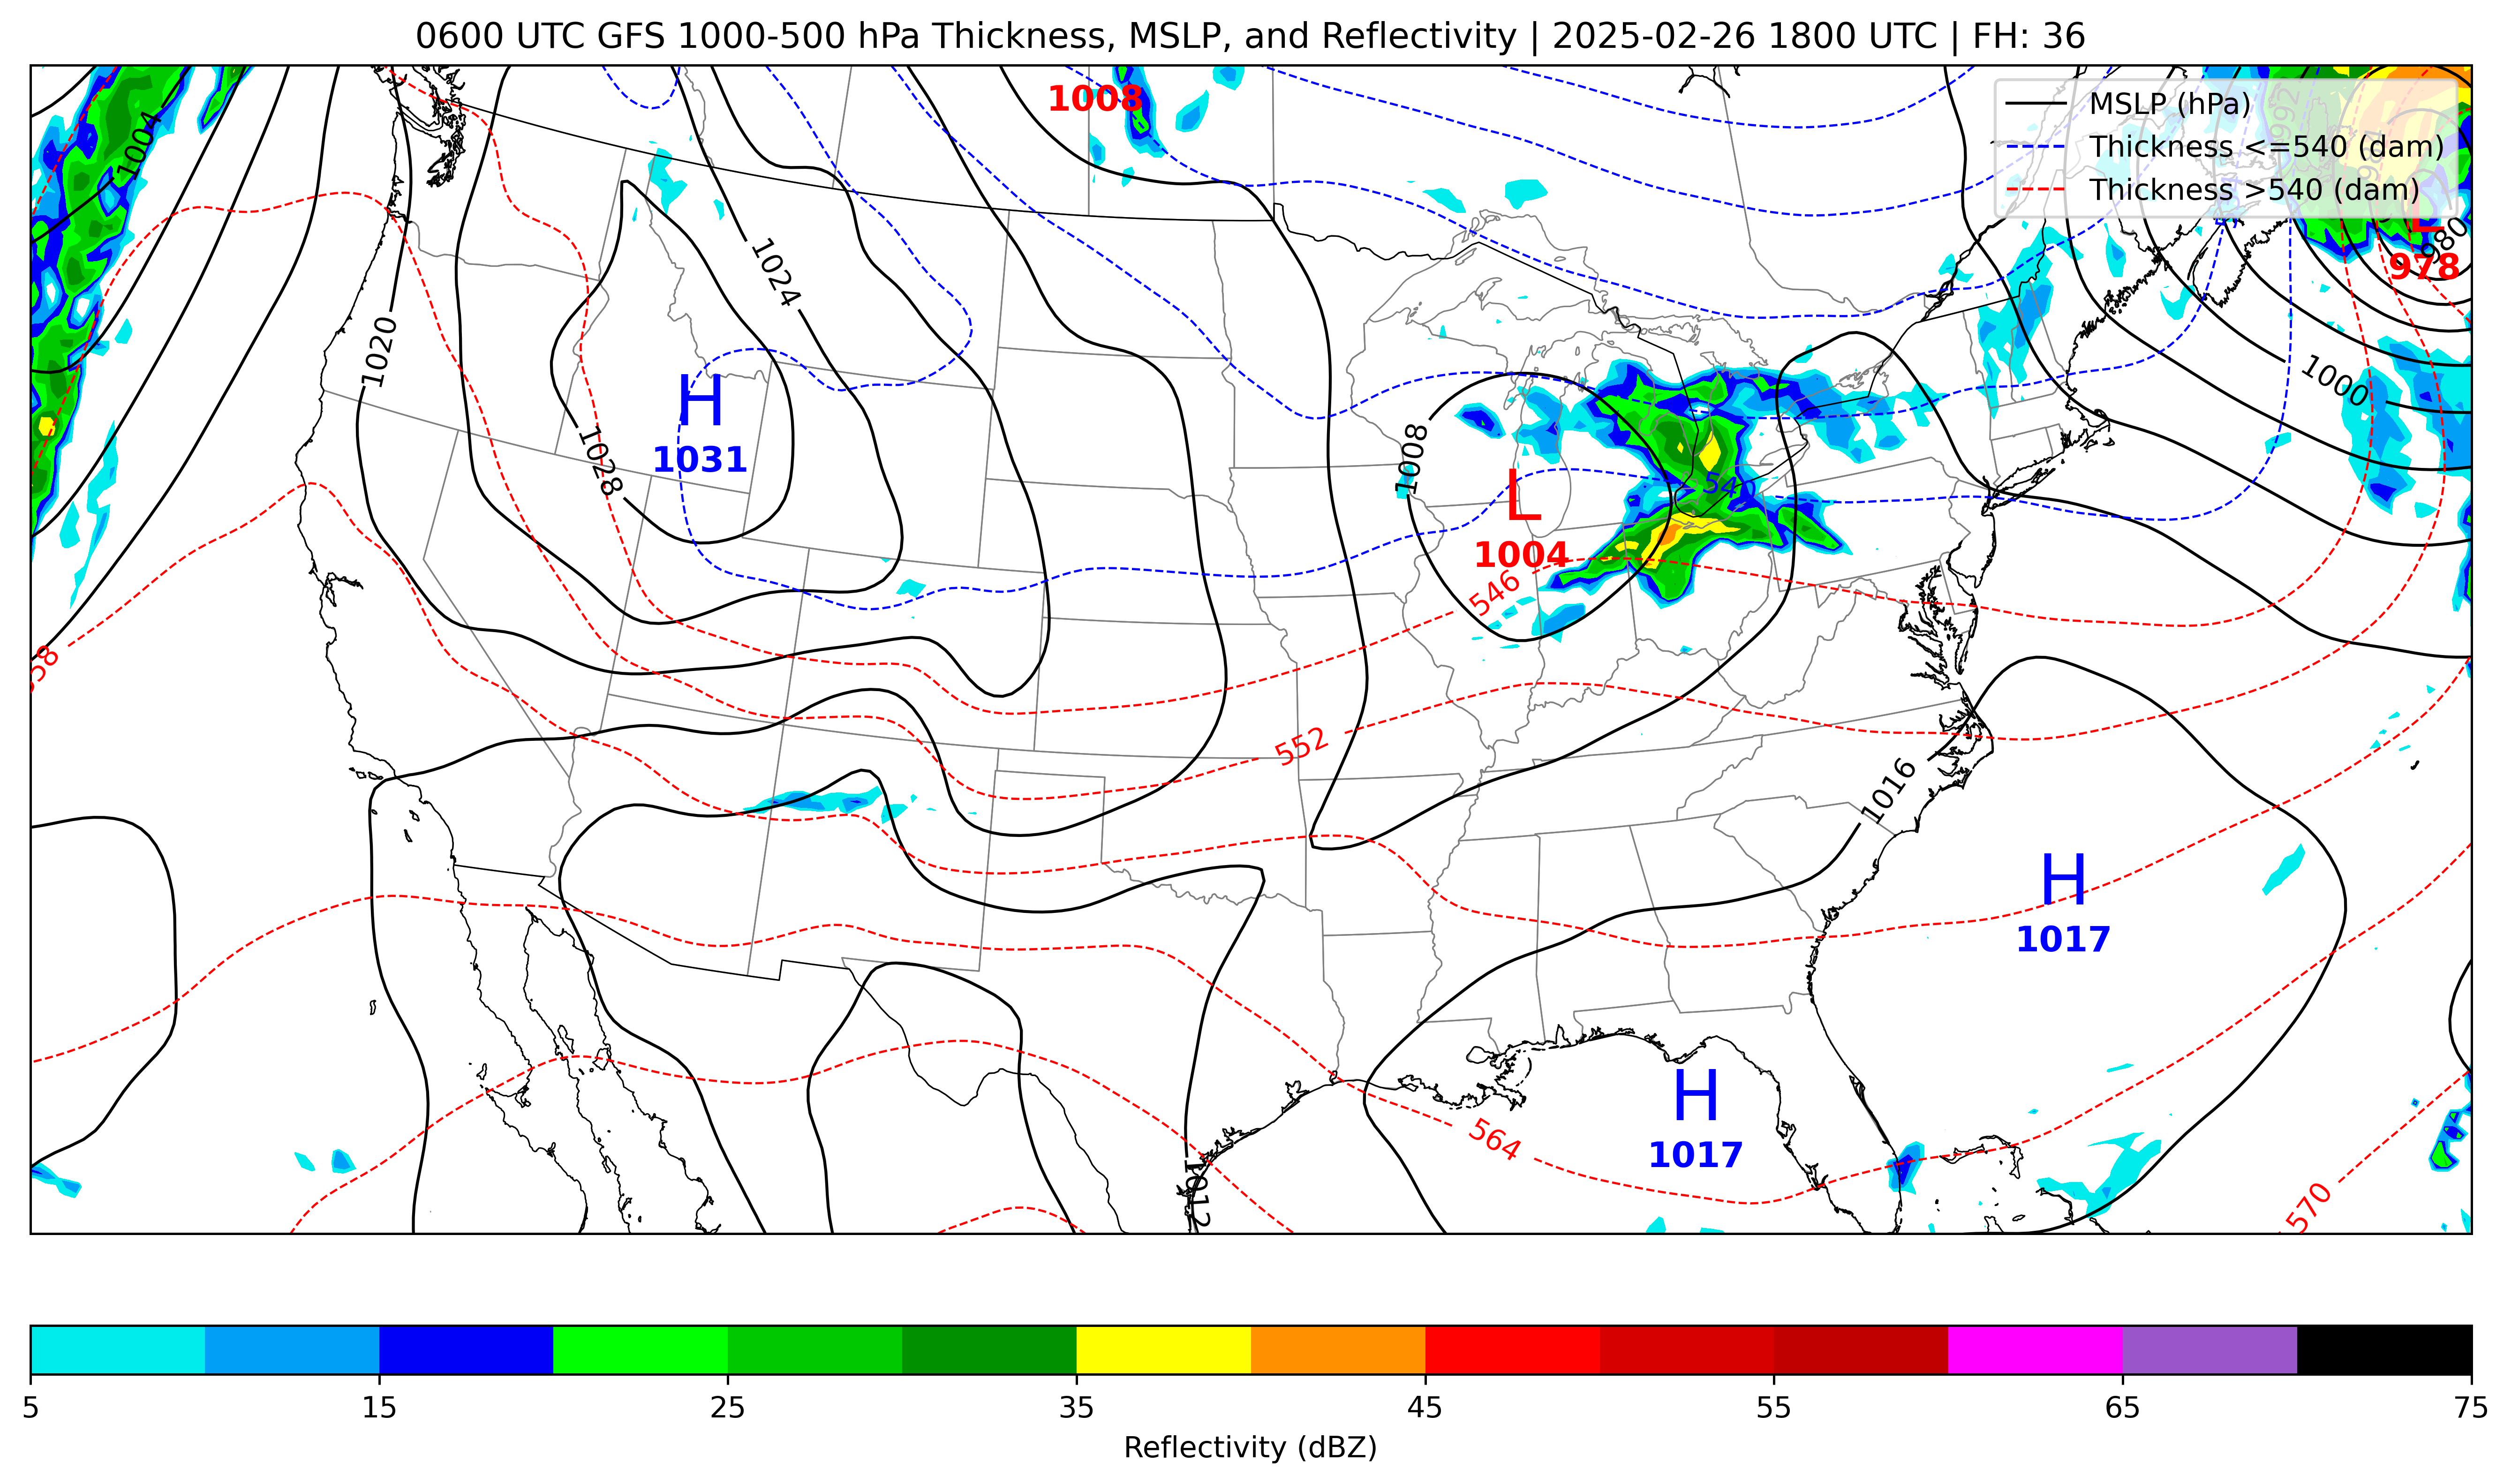 0600 UTC GFS 1000-500 hPa Thickness, MSLP, and Reflectivity | 2025-02-26 1800 UTC | FH: 36
MSLP (hPa)
Thickness <=540 (dam)
Thickness >540 (dam)
1008
992
1004
L
980
978
1024
1020
1000
H
1031
1028
1008
L
1004
540
546
558
552
1016
H
1017
H
1017
564
1012
570
5 15 25 35 45 55 65 75
Reflectivity (dBZ)